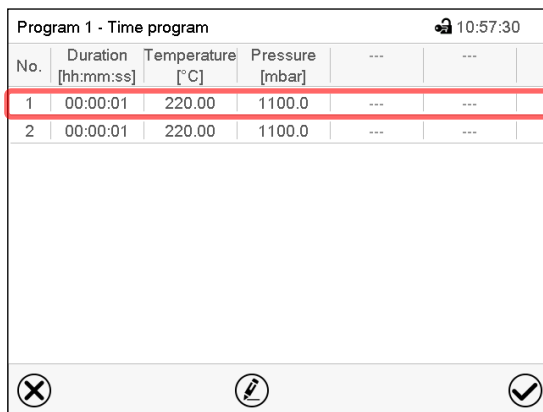 Program 1 - Time program 10:57:30
No. Duration [hh:mm:ss] Temperature [°C] Pressure [mbar] --- ---
1 00:00:01 220.00 1100.0 --- ---
2 00:00:01 220.00 1100.0 --- ---